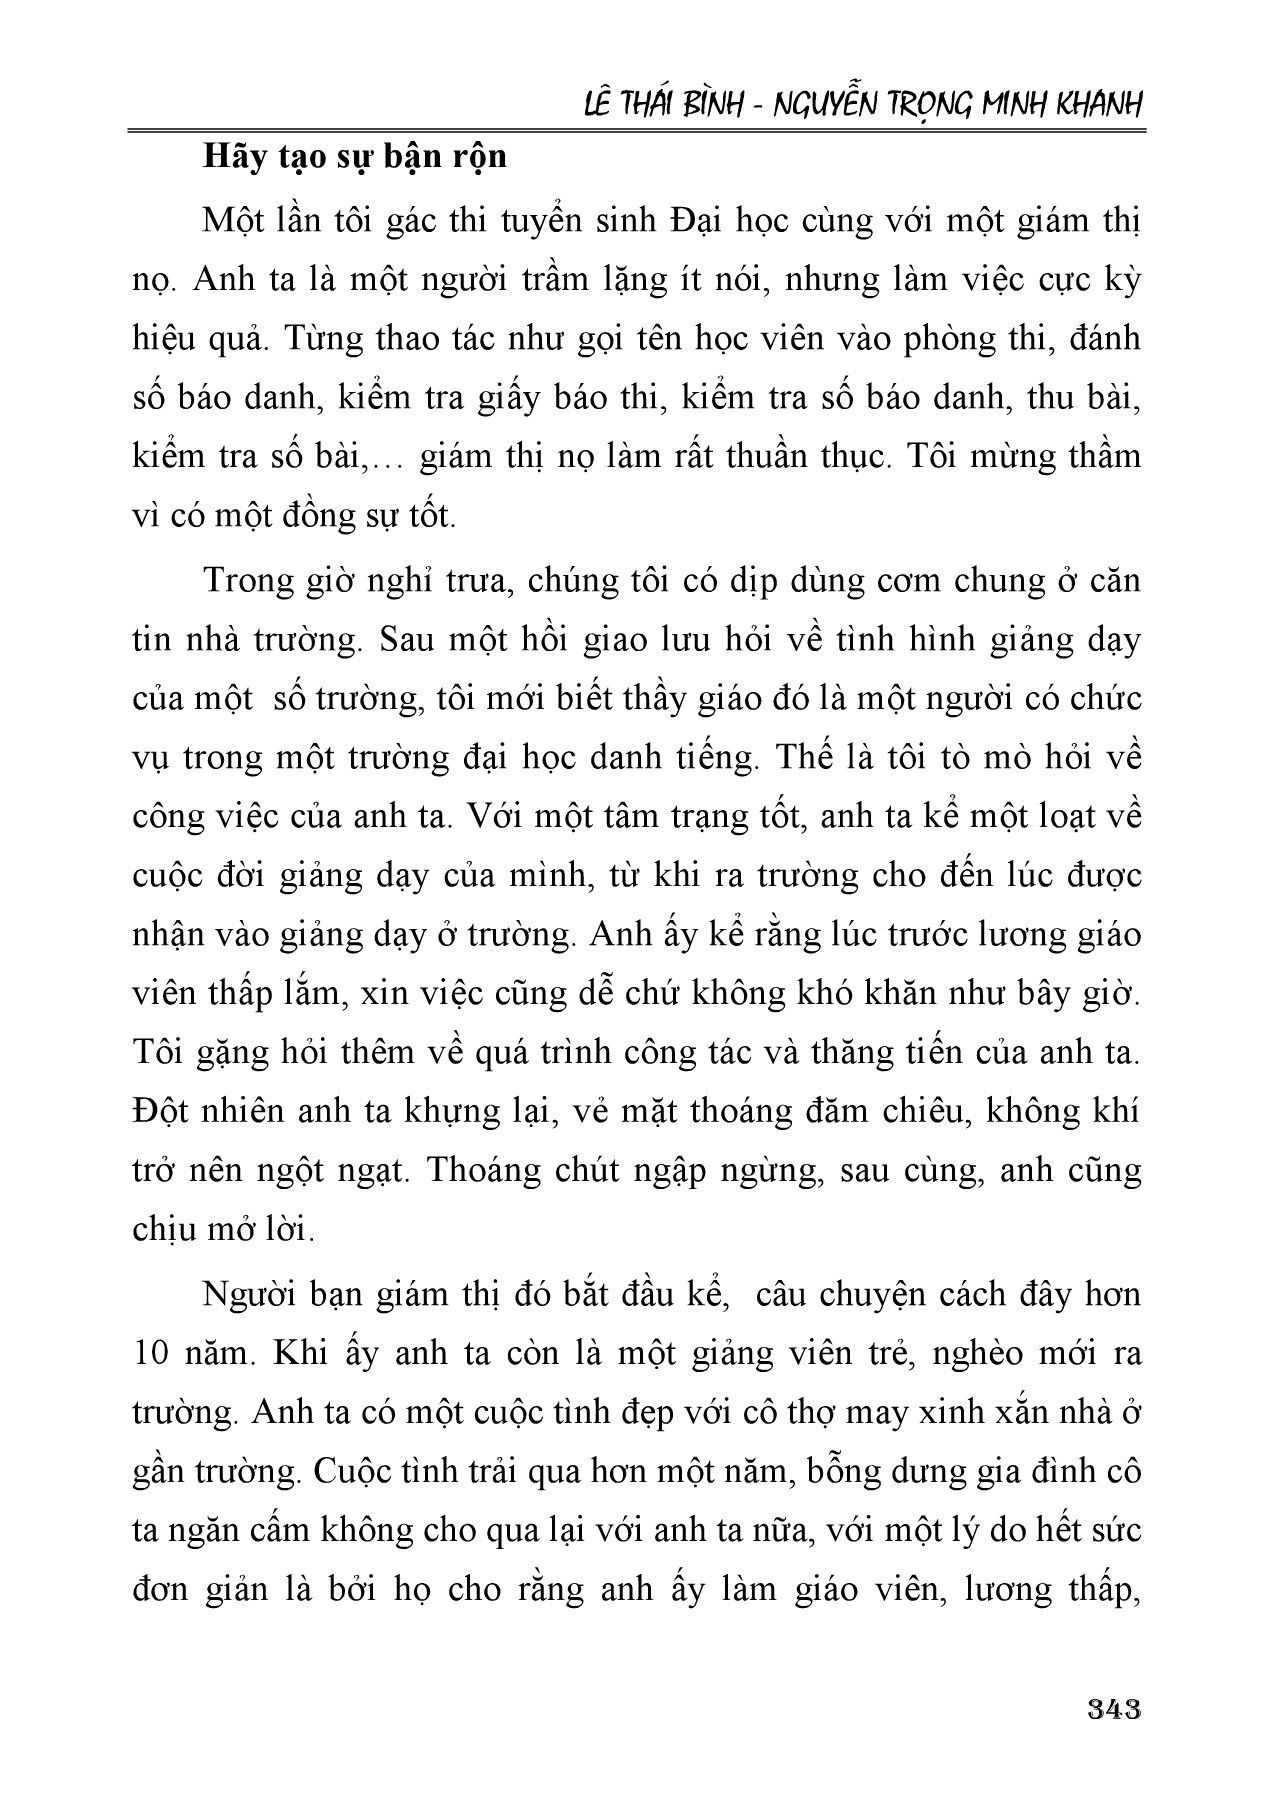 LÊ THÁI BÌNH - NGUYỄN TRỌNG MINH KHANH
Hãy tạo sự bận rộn
Một lần tôi gác thi tuyển sinh Đại học cùng với một giám thị
nọ. Anh ta là một người trầm lặng ít nói, nhưng làm việc cực kỳ
hiệu quả. Từng thao tác như gọi tên học viên vào phòng thi, đánh
số báo danh, kiểm tra giấy báo thi, kiểm tra số báo danh, thu bài,
kiểm tra số bài,… giám thị nọ làm rất thuần thục. Tôi mừng thầm
vì có một đồng sự tốt.
Trong giờ nghỉ trưa, chúng tôi có dịp dùng cơm chung ở căn
tin nhà trường. Sau một hồi giao lưu hỏi về tình hình giảng dạy
của một  số trường, tôi mới biết thầy giáo đó là một người có chức
vụ trong một trường đại học danh tiếng. Thế là tôi tò mò hỏi về
công việc của anh ta. Với một tâm trạng tốt, anh ta kể một loạt về
cuộc đời giảng dạy của mình, từ khi ra trường cho đến lúc được
nhận vào giảng dạy ở trường. Anh ấy kể rằng lúc trước lương giáo
viên thấp lắm, xin việc cũng dễ chứ không khó khăn như bây giờ.
Tôi gặng hỏi thêm về quá trình công tác và thăng tiến của anh ta.
Đột nhiên anh ta khựng lại, vẻ mặt thoáng đăm chiêu, không khí
trở nên ngột ngạt. Thoáng chút ngập ngừng, sau cùng, anh cũng
chịu mở lời.
Người bạn giám thị đó bắt đầu kể,  câu chuyện cách đây hơn
10 năm. Khi ấy anh ta còn là một giảng viên trẻ, nghèo mới ra
trường. Anh ta có một cuộc tình đẹp với cô thợ may xinh xắn nhà ở
gần trường. Cuộc tình trải qua hơn một năm, bỗng dưng gia đình cô
ta ngăn cấm không cho qua lại với anh ta nữa, với một lý do hết sức
đơn giản là bởi họ cho rằng anh ấy làm giáo viên, lương thấp,
343